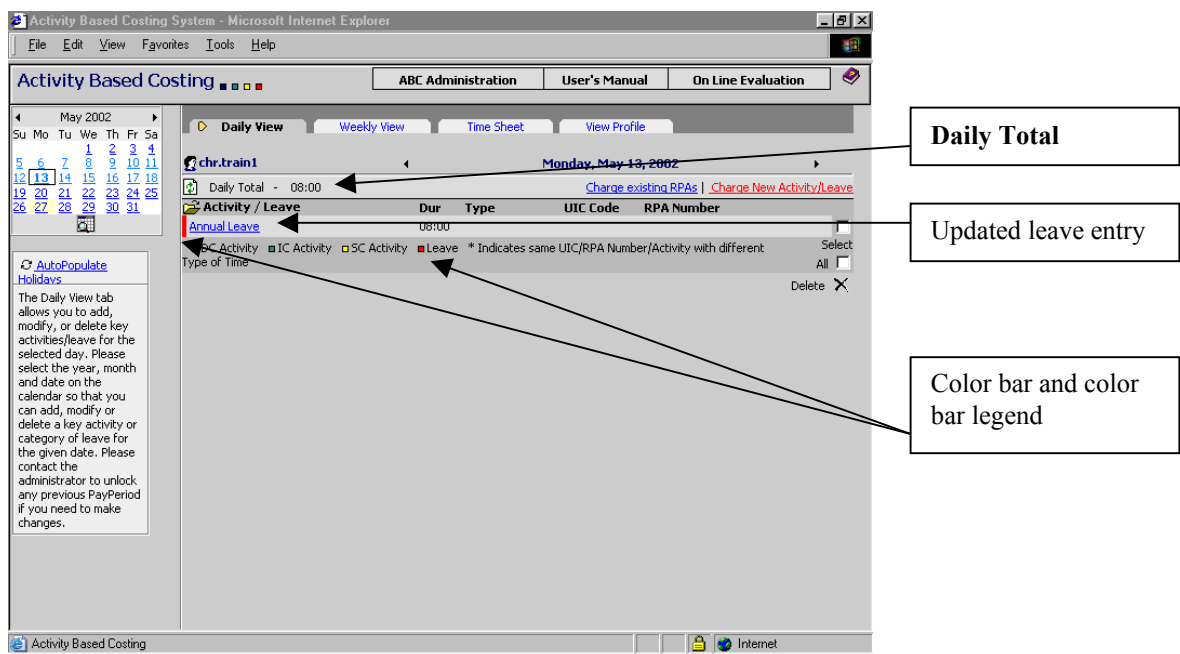 Activity Based Costing System - Microsoft Internet Explorer
File Edit View Favorites Tools Help
Activity Based Costing
ABC Administration User's Manual On Line Evaluation
May 2002
Su Mo Tu We Th Fr Sa
1 2 3 4
5 6 7 8 9 10 11
12 13 14 15 16 17 18
19 20 21 22 23 24 25
26 27 28 29 30 31
AutoPopulate
Holidays
The Daily View tab
allows you to add,
modify, or delete key
activities/leave for the
selected day. Please
select the year, month
and date on the
calendar so that you
can add, modify or
delete a key activity or
category of leave for
the given date. Please
contact the
administrator to unlock
any previous PayPeriod
if you need to make
changes.
Daily View Weekly View Time Sheet View Profile
chr.train1 Monday, May 13, 2002
Daily Total - 08:00 Charge existing RPAs | Charge New Activity/Leave
Activity / Leave Dur Type UIC Code RPA Number
Annual Leave 08:00
Activity IC Activity SC Activity Leave * Indicates same UIC/RPA Number/Activity with different
Type of Time
Select
All
Delete
Daily Total
Updated leave entry
Color bar and color
bar legend
Activity Based Costing Internet